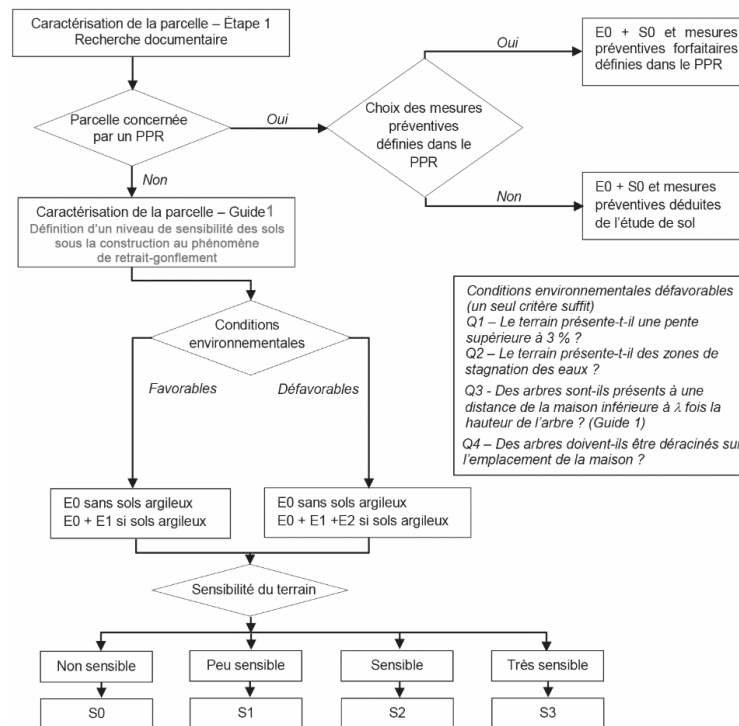 Caractérisation de la parcelle – Étape 1
Recherche documentaire
Parcelle concernée
par un PPR
Oui
Choix des mesures
préventives
définies dans le
PPR
Oui
E0 + S0 et mesures
préventives forfaitaires
définies dans le PPR
Non
E0 + S0 et mesures
préventives déduites
de l'étude de sol
Non
Caractérisation de la parcelle – Guide1
Définition d'un niveau de sensibilité des sols
sous la construction au phénomène
de retrait-gonflement
Conditions
environnementales
Favorables
Défavorables
Conditions environnementales défavorables
(un seul critère suffit)
Q1 – Le terrain présente-t-il une pente
supérieure à 3 % ?
Q2 – Le terrain présente-t-il des zones de
stagnation des eaux ?
Q3 - Des arbres sont-ils présents à une
distance de la maison inférieure à λ fois la
hauteur de l'arbre ? (Guide 1)
Q4 – Des arbres doivent-ils être déracinés sur
l'emplacement de la maison ?
E0 sans sols argileux
E0 + E1 si sols argileux
E0 sans sols argileux
E0 + E1 +E2 si sols argileux
Sensibilité du terrain
Non sensible
Peu sensible
Sensible
Très sensible
S0
S1
S2
S3